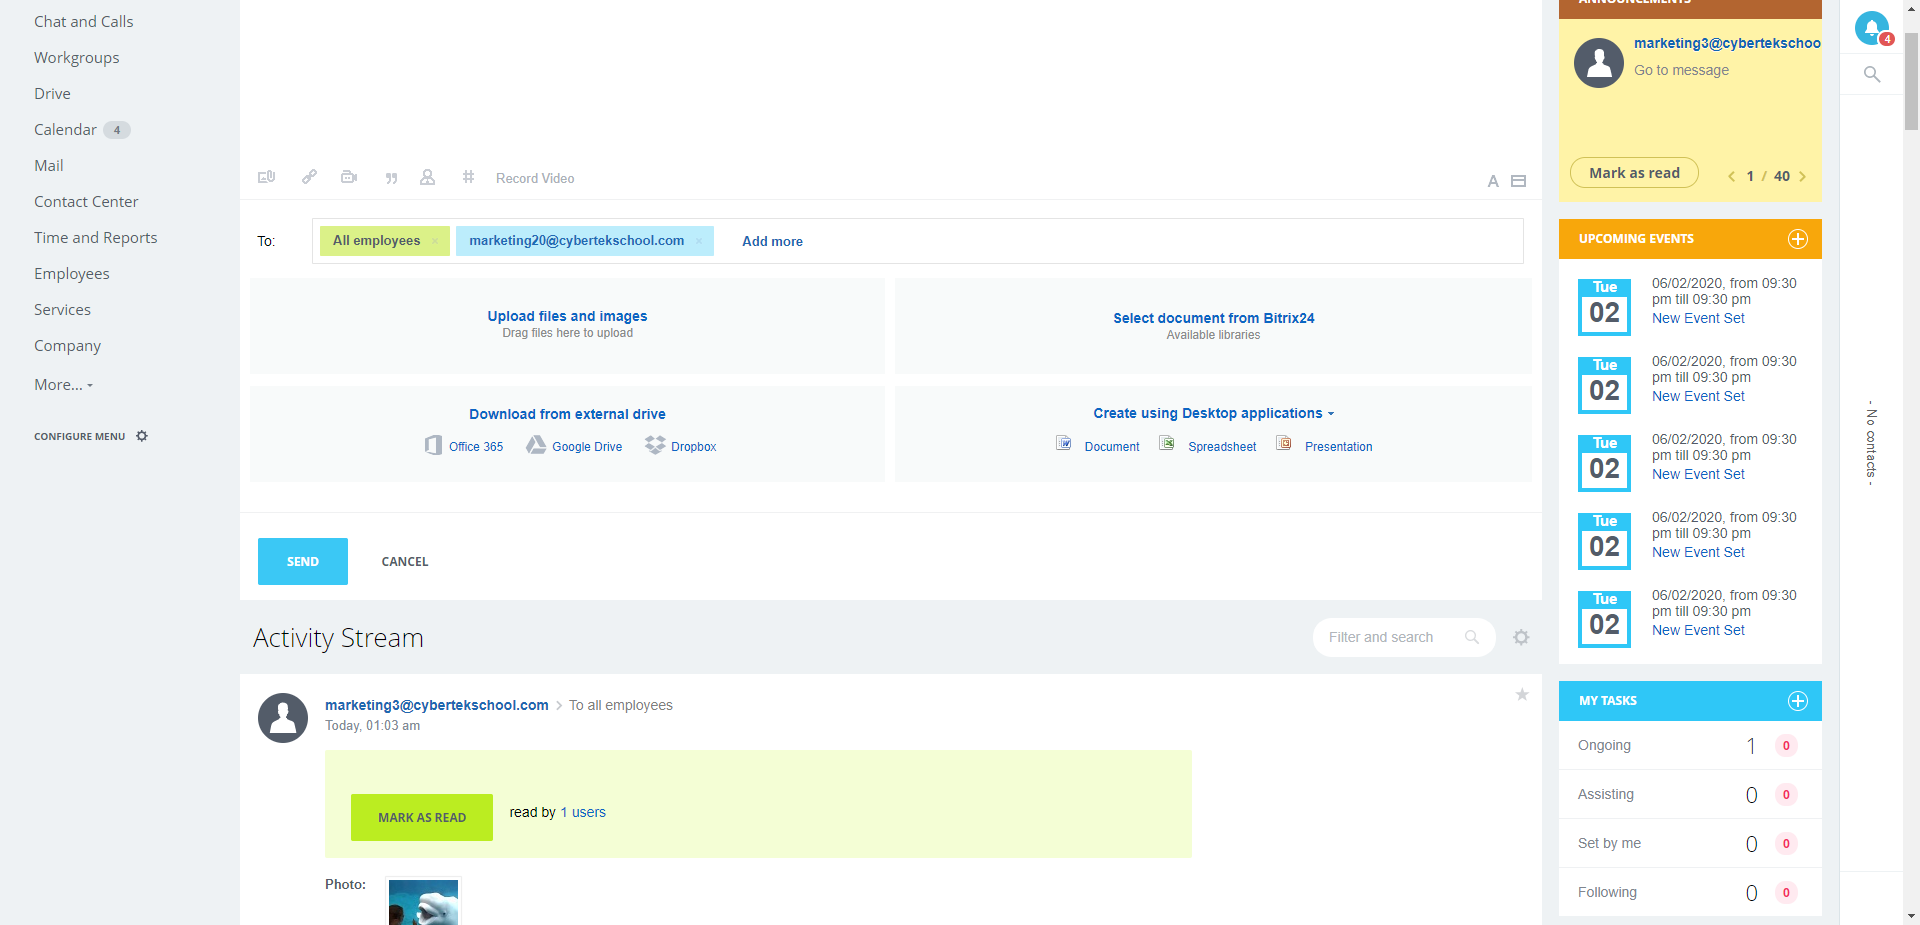 Chat and Calls
Workgroups
Drive
Calendar 4
Mail
Contact Center
Time and Reports
Employees
Services
Company
More...
CONFIGURE MENU
Record Video
A
To:
All employees ×
marketing20@cybertekschool.com ×
Add more
Upload files and images
Drag files here to upload
Select document from Bitrix24
Available libraries
Download from external drive
Office 365
Google Drive
Dropbox
Create using Desktop applications
Document
Spreadsheet
Presentation
SEND
CANCEL
Activity Stream
Filter and search
marketing3@cybertekschool.com > To all employees
Today, 01:03 am
MARK AS READ
read by 1 users
Photo:
ANNOUNCEMENTS
marketing3@cybertekschoo
Go to message
Mark as read
< 1 / 40 >
UPCOMING EVENTS
Tue
02
06/02/2020, from 09:30
pm till 09:30 pm
New Event Set
Tue
02
06/02/2020, from 09:30
pm till 09:30 pm
New Event Set
Tue
02
06/02/2020, from 09:30
pm till 09:30 pm
New Event Set
Tue
02
06/02/2020, from 09:30
pm till 09:30 pm
New Event Set
Tue
02
06/02/2020, from 09:30
pm till 09:30 pm
New Event Set
MY TASKS
Ongoing 1 0
Assisting 0 0
Set by me 0 0
Following 0 0
4
- No contacts -